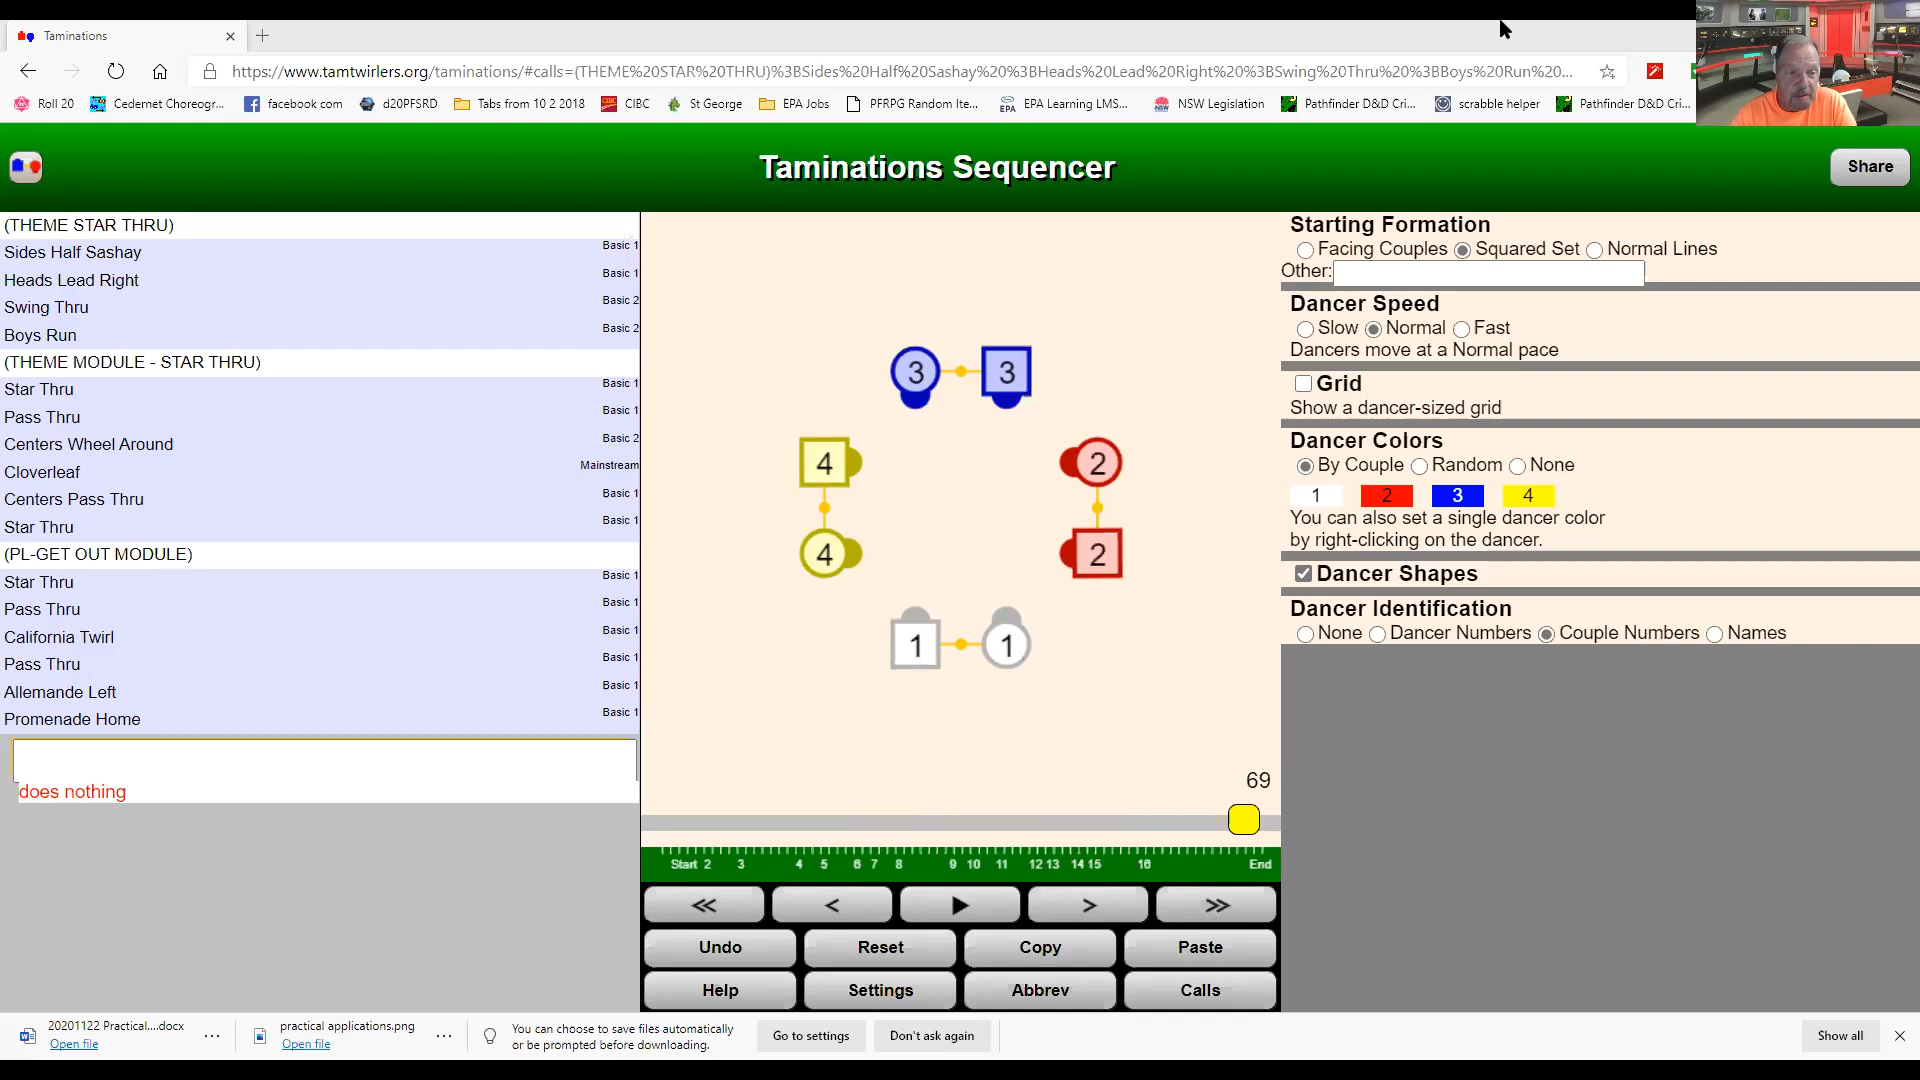 Taminations
https://www.tamtwirlers.org/taminations/#calls=(THEME%20STAR%20THRU)%3BSides%20Half%20Sashay%20%3BHeads%20Lead%20Right%20%3BSwing%20Thru%20%3BBoys%20Run%20...
Roll 20
Cedernet Choreogr...
facebook.com
d20PFSRD
Tabs from 10 2 2018
CIBC
St George
EPA Jobs
PFRPG Random Ite...
EPA Learning LMS...
NSW Legislation
Pathfinder D&D Cri...
scrabble helper
Pathfinder D&D Cri...
Taminations Sequencer
Share
(THEME STAR THRU)
Sides Half Sashay Basic 1
Heads Lead Right Basic 1
Swing Thru Basic 2
Boys Run Basic 2
(THEME MODULE - STAR THRU)
Star Thru Basic 1
Pass Thru Basic 1
Centers Wheel Around Basic 2
Cloverleaf Mainstream
Centers Pass Thru Basic 1
Star Thru Basic 1
(PL-GET OUT MODULE)
Star Thru Basic 1
Pass Thru Basic 1
California Twirl Basic 1
Pass Thru Basic 1
Allemande Left Basic 1
Promenade Home Basic 1
does nothing
3 3
4 2
4 2
1 1
69
Start 2 3 4 5 6 7 8 9 10 11 12 13 14 15 16 End
<< < > >>
Undo Reset Copy Paste
Help Settings Abbrev Calls
Starting Formation
Facing Couples Squared Set Normal Lines
Other:
Dancer Speed
Slow Normal Fast
Dancers move at a Normal pace
Grid
Show a dancer-sized grid
Dancer Colors
By Couple Random None
1 2 3 4
You can also set a single dancer color
by right-clicking on the dancer.
Dancer Shapes
Dancer Identification
None Dancer Numbers Couple Numbers Names
20201122 Practical....docx
Open file
practical applications.png
Open file
You can choose to save files automatically
or be prompted before downloading.
Go to settings
Don't ask again
Show all